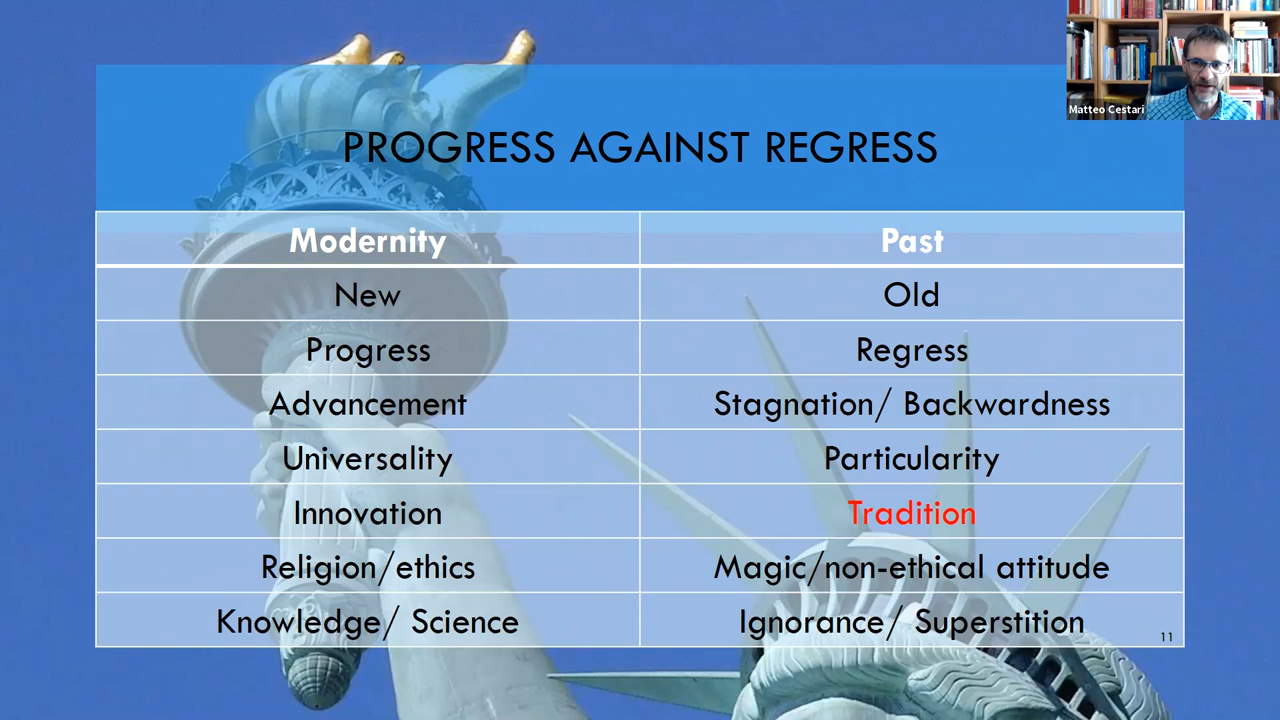 Matteo Cestari
PROGRESS AGAINST REGRESS
Modernity Past
New Old
Progress Regress
Advancement Stagnation/ Backwardness
Universality Particularity
Innovation Tradition
Religion/ethics Magic/non-ethical attitude
Knowledge/ Science Ignorance/ Superstition
11